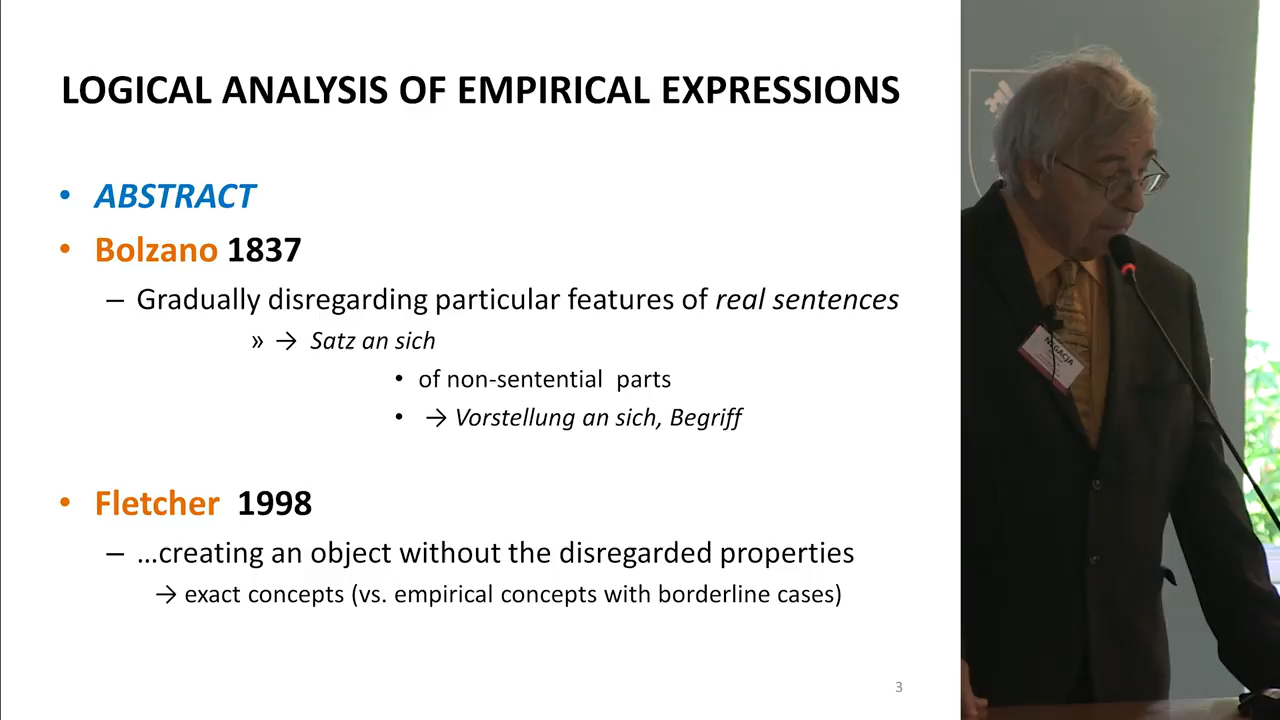 LOGICAL ANALYSIS OF EMPIRICAL EXPRESSIONS
• ABSTRACT
• Bolzano 1837
– Gradually disregarding particular features of real sentences
» → Satz an sich
• of non-sentential parts
• → Vorstellung an sich, Begriff
• Fletcher 1998
– …creating an object without the disregarded properties
→ exact concepts (vs. empirical concepts with borderline cases)
3